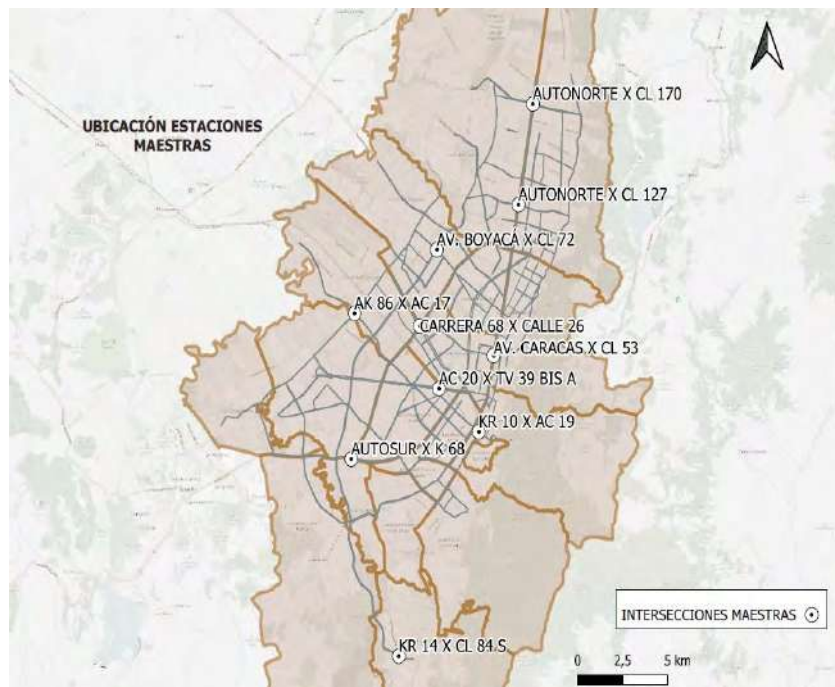 AUTONORTE X CL 170
UBICACIÓN ESTACIONES
MAESTRAS
AUTONORTE X CL 127
AV. BOYACÁ X CL 72
AK 86 X AC 17
CARRERA 68 X CALLE 26
AV. CARACAS X CL 53
AC 20 X TV 39 BIS A
KR 10 X AC 19
AUTOSUR X K 68
INTERSECCIONES MAESTRAS
KR 14 X CL 84 S
0 2,5 5 km